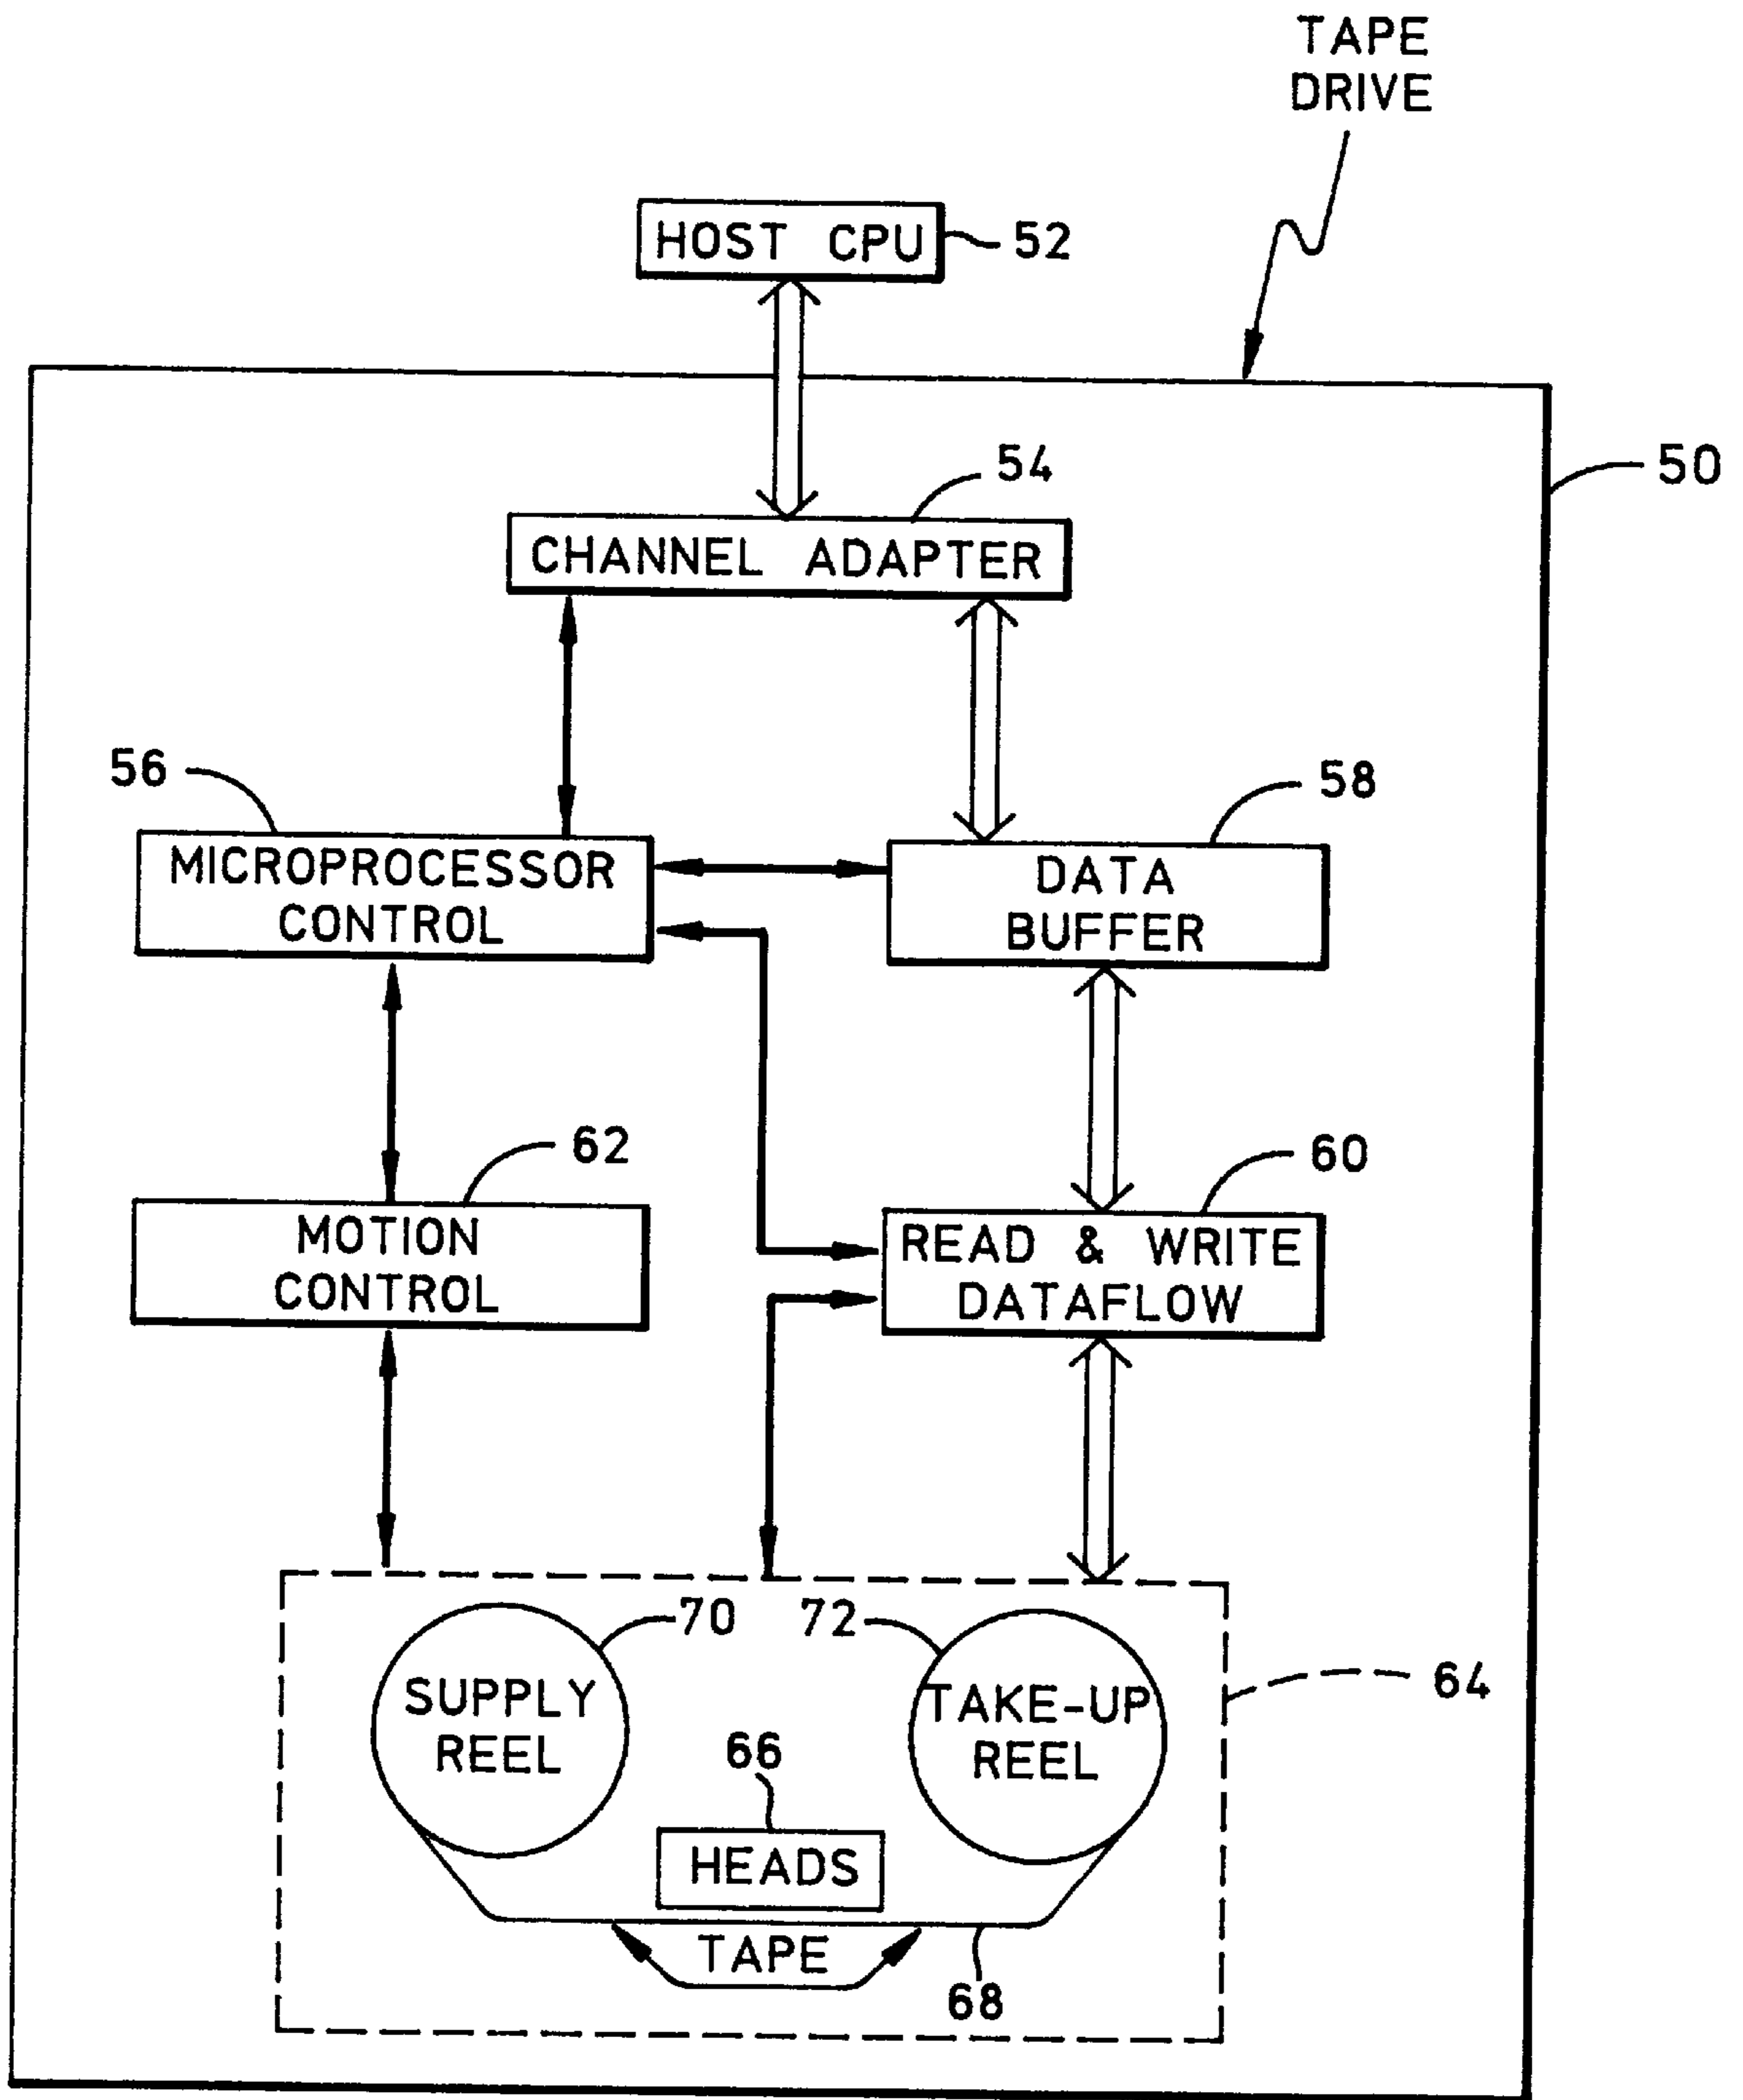 TAPE
DRIVE
HOST CPU
52
54
50
CHANNEL ADAPTER
56
58
MICROPROCESSOR
CONTROL
DATA
BUFFER
62
60
MOTION
CONTROL
READ & WRITE
DATAFLOW
70
72
64
SUPPLY
REEL
TAKE-UP
REEL
66
HEADS
TAPE
68